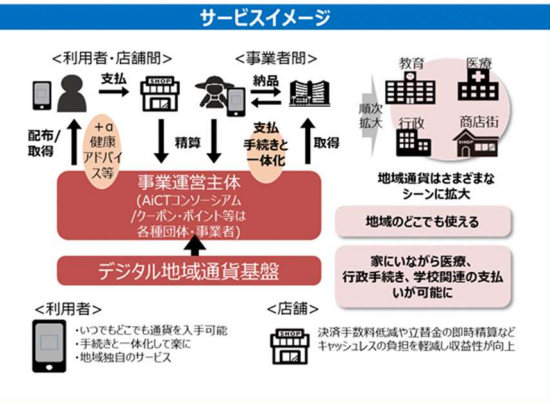 サービスイメージ
<利用者・店舗間>
<事業者間>
支払
SHOP
納品
配布/
取得
+α
健康
アドバイ
ス等
精算
支払
手続きと
一体化
取得
事業運営主体
(AiCTコンソーシアム
/クーポン・ポイント等は
各種団体・事業者)
デジタル地域通貨基盤
順次
拡大
教育
医療
行政
商店街
SHOP
地域通貨はさまざまな
シーンに拡大
地域のどこでも使える
家にいながら医療、
行政手続き、学校関連の支払
いが可能に
<利用者>
・いつでもどこでも通貨を入手可能
・手続きと一体化して楽に
・地域独自のサービス
<店舗>
SHOP
決済手数料低減や立替金の即時精算など
キャッシュレスの負担を軽減し収益性が向上